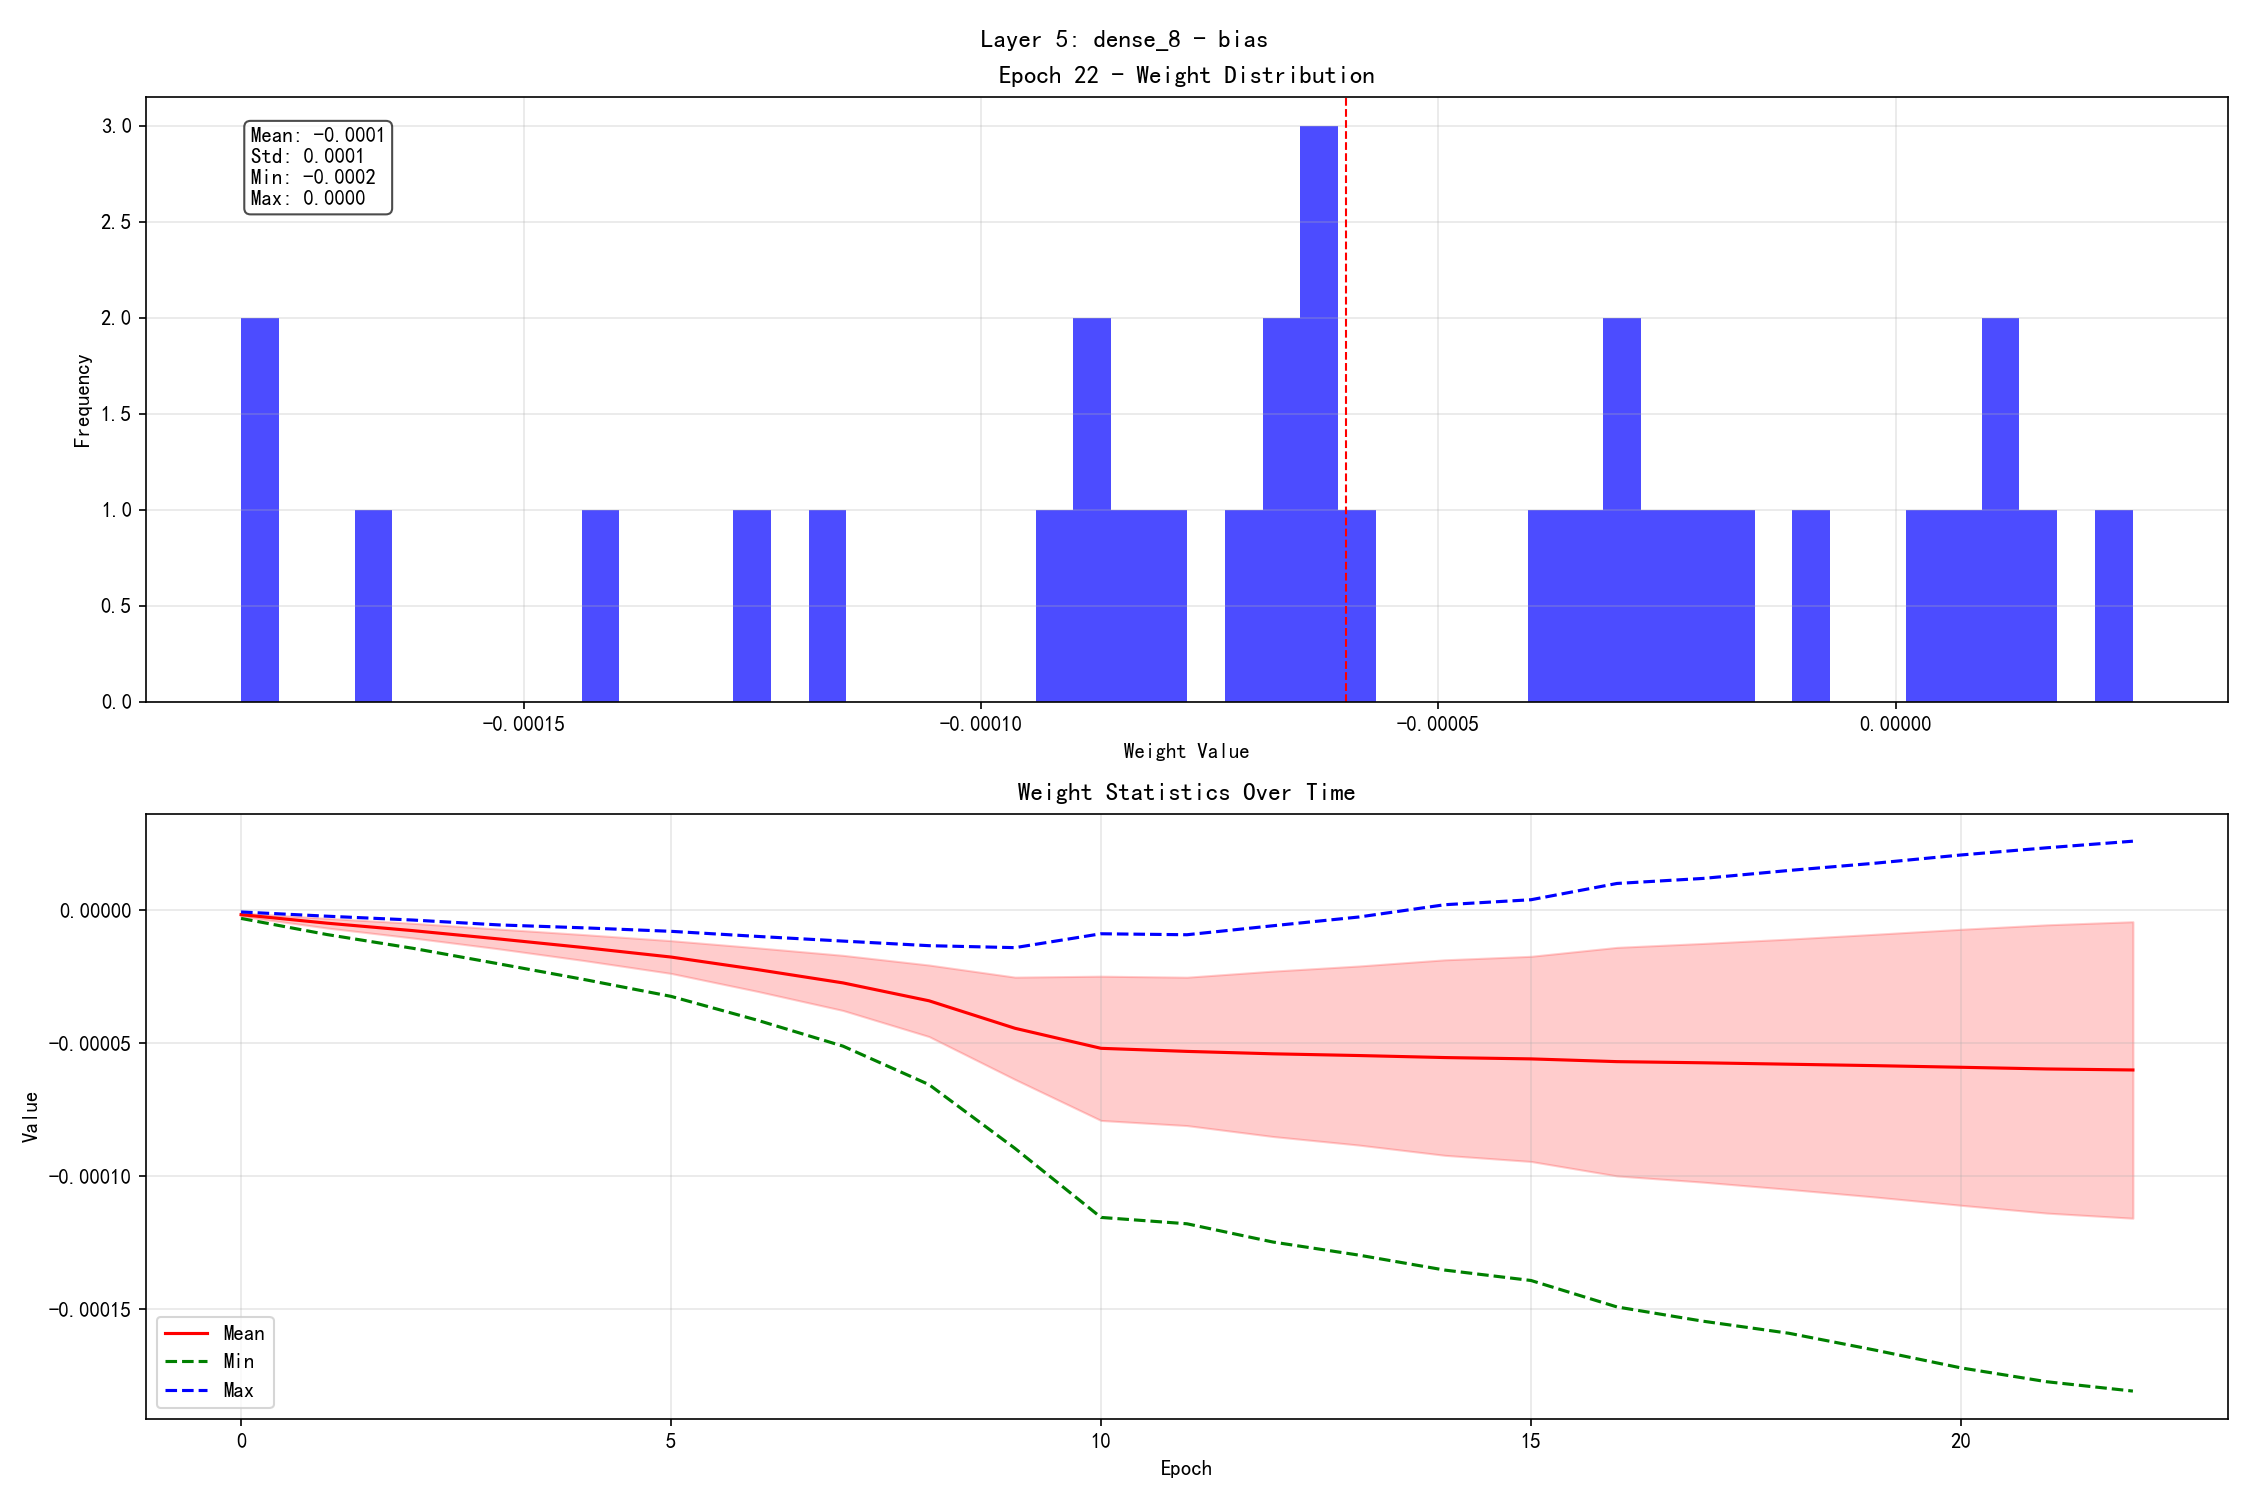 Layer 5: dense_8 - bias
Epoch 22 - Weight Distribution
Mean: -0.0001
Std: 0.0001
Min: -0.0002
Max: 0.0000
3.0
2.5
2.0
1.5
1.0
0.5
0.0
Frequency
-0.00015
-0.00010
-0.00005
0.00000
Weight Value
Weight Statistics Over Time
0.00000
-0.00005
-0.00010
-0.00015
Value
Mean
Min
Max
0
5
10
15
20
Epoch